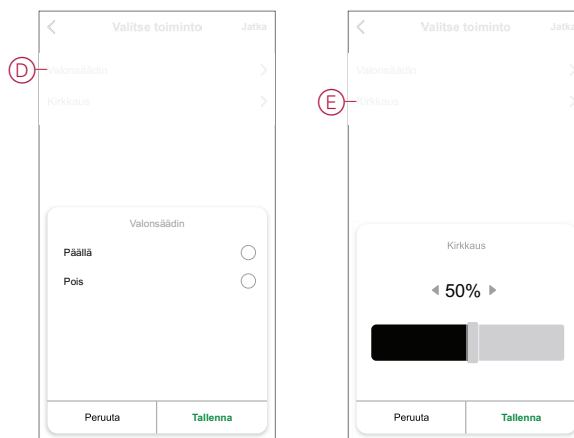 Valitse toiminto Jatka
D Valonsäädin
Kirkkaus
Valonsäädin
Päällä
Pois
Peruuta Tallenna
Valitse toiminto Jatka
Valonsäädin
E Kirkkaus
Kirkkaus
50%
Peruuta Tallenna